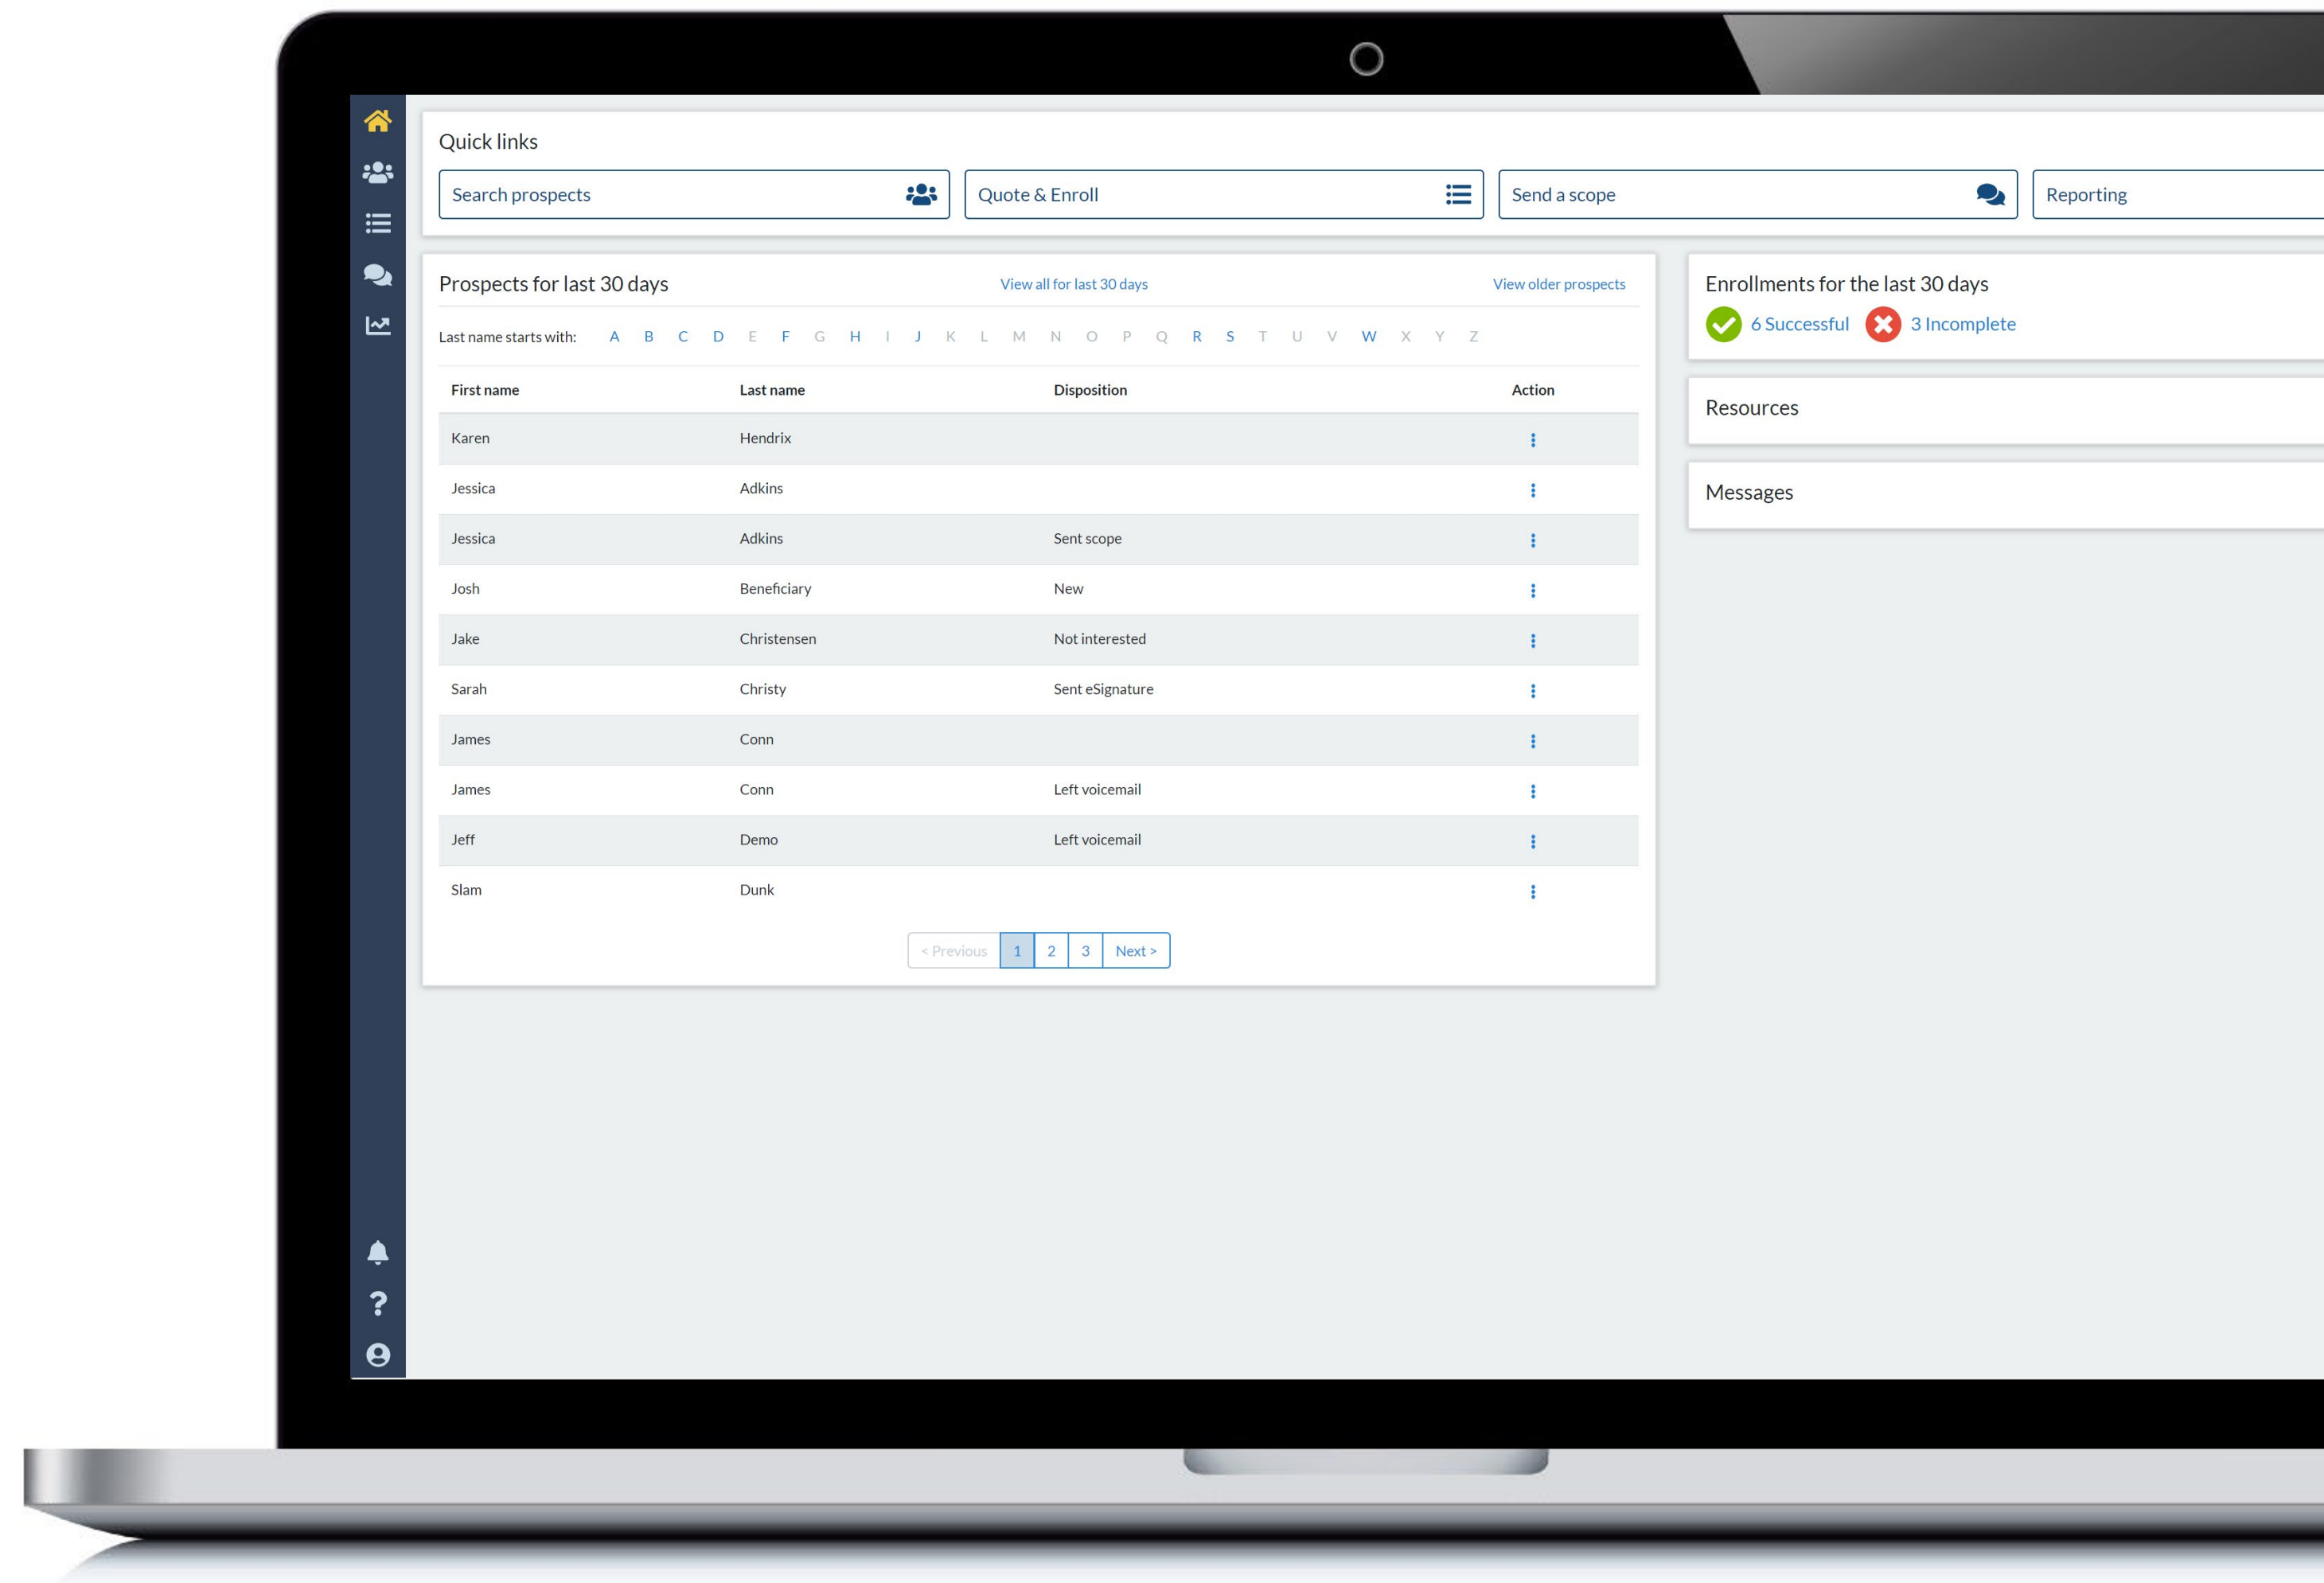 Quick links
Search prospects Quote & Enroll Send a scope Reporting
Prospects for last 30 days View all for last 30 days View older prospects
Last name starts with: A B C D E F G H I J K L M N O P Q R S T U V W X Y Z
First name Last name Disposition Action
Karen Hendrix
Jessica Adkins
Jessica Adkins Sent scope
Josh Beneficiary New
Jake Christensen Not interested
Sarah Christy Sent eSignature
James Conn
James Conn Left voicemail
Jeff Demo Left voicemail
Slam Dunk
< Previous 1 2 3 Next >
Enrollments for the last 30 days
6 Successful 3 Incomplete
Resources
Messages